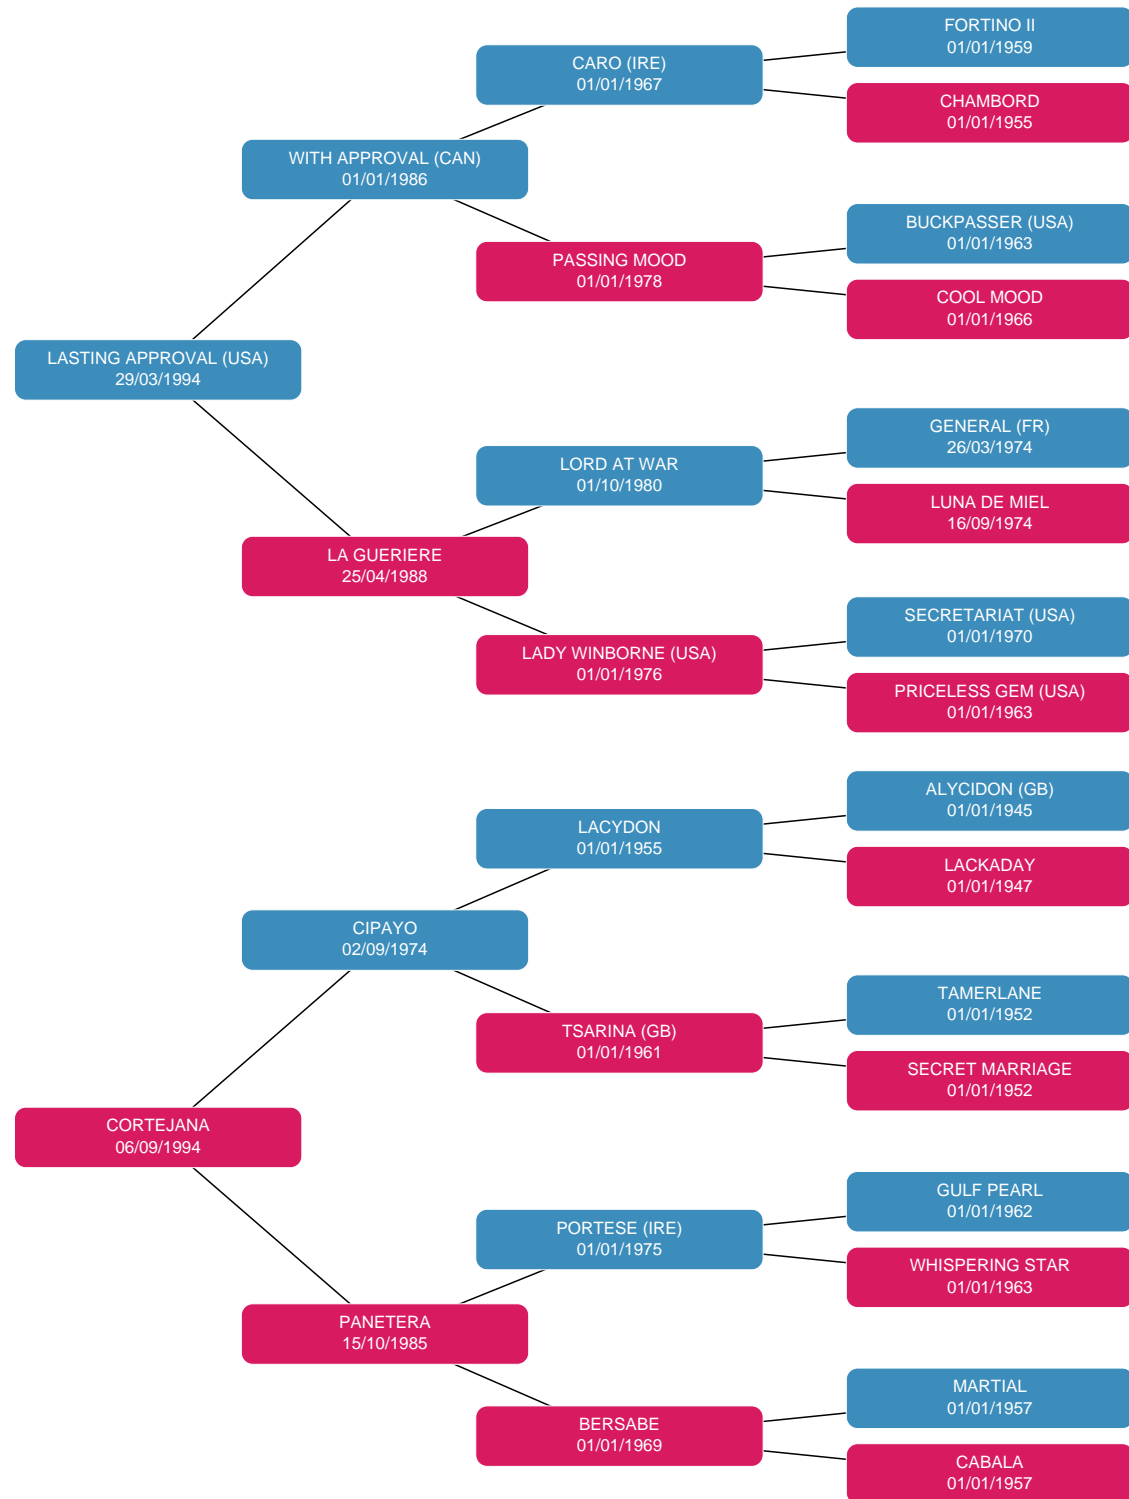 FORTINO II
01/01/1959
CARO (IRE)
01/01/1967
CHAMBORD
01/01/1955
WITH APPROVAL (CAN)
01/01/1986
BUCKPASSER (USA)
01/01/1963
PASSING MOOD
01/01/1978
COOL MOOD
01/01/1966
LASTING APPROVAL (USA)
29/03/1994
GENERAL (FR)
26/03/1974
LORD AT WAR
01/10/1980
LUNA DE MIEL
16/09/1974
LA GUERIERE
25/04/1988
SECRETARIAT (USA)
01/01/1970
LADY WINBORNE (USA)
01/01/1976
PRICELESS GEM (USA)
01/01/1963
ALYCIDON (GB)
01/01/1945
LACYDON
01/01/1955
LACKADAY
01/01/1947
CIPAYO
02/09/1974
TAMERLANE
01/01/1952
TSARINA (GB)
01/01/1961
SECRET MARRIAGE
01/01/1952
CORTEJANA
06/09/1994
GULF PEARL
01/01/1962
PORTESE (IRE)
01/01/1975
WHISPERING STAR
01/01/1963
PANETERA
15/10/1985
MARTIAL
01/01/1957
BERSABE
01/01/1969
CABALA
01/01/1957